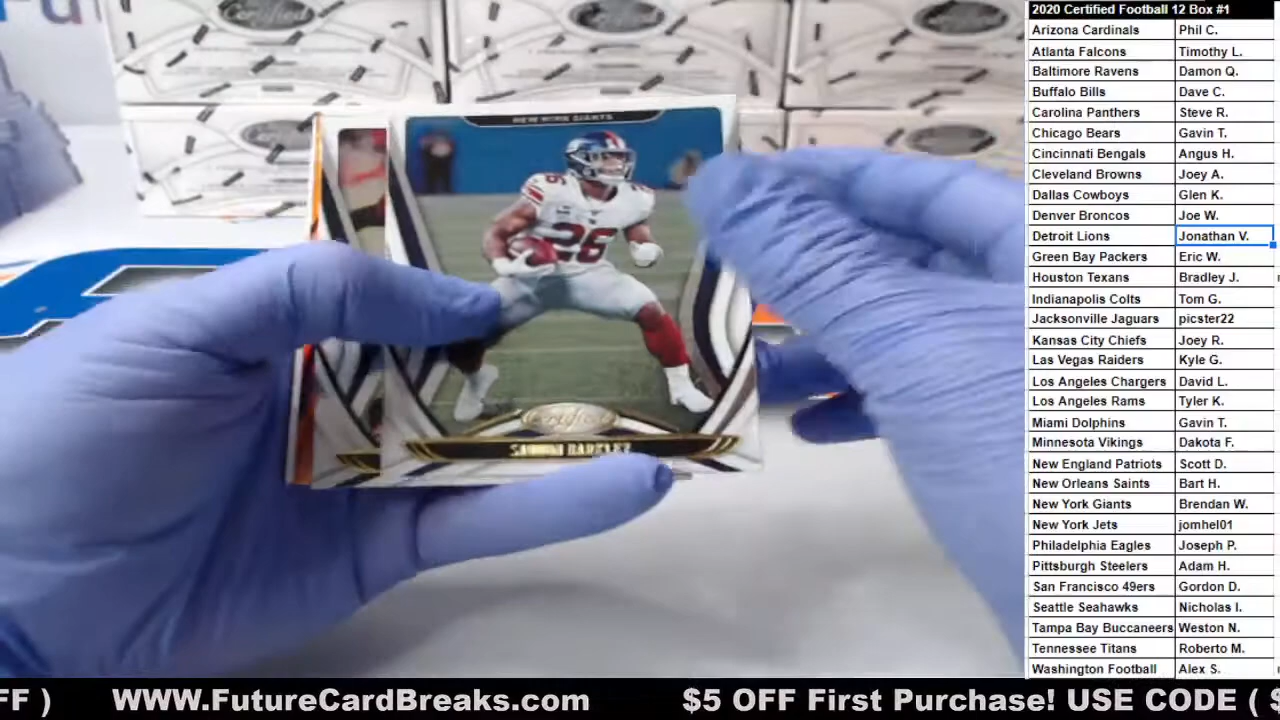 2020 Certified Football 12 Box #1
Arizona Cardinals Phil C.
Atlanta Falcons Timothy L.
Baltimore Ravens Damon Q.
Buffalo Bills Dave C.
Carolina Panthers Steve R.
Chicago Bears Gavin T.
Cincinnati Bengals Angus H.
Cleveland Browns Joey A.
Dallas Cowboys Glen K.
Denver Broncos Joe W.
Detroit Lions Jonathan V.
Green Bay Packers Eric W.
Houston Texans Bradley J.
Indianapolis Colts Tom G.
Jacksonville Jaguars picster22
Kansas City Chiefs Joey R.
Las Vegas Raiders Kyle G.
Los Angeles Chargers David L.
Los Angeles Rams Tyler K.
Miami Dolphins Gavin T.
Minnesota Vikings Dakota F.
New England Patriots Scott D.
New Orleans Saints Bart H.
New York Giants Brendan W.
New York Jets jomhel01
Philadelphia Eagles Joseph P.
Pittsburgh Steelers Adam H.
San Francisco 49ers Gordon D.
Seattle Seahawks Nicholas I.
Tampa Bay Buccaneers Weston N.
Tennessee Titans Roberto M.
Washington Football Alex S.
Certified
Certified
Certified
NEW YORK GIANTS
26
Certified
SAQUON BARKLEY
FF ) WWW.FutureCardBreaks.com $5 OFF First Purchase! USE CODE ( $